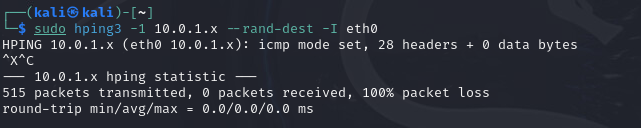 ┌──(kali㉿kali)-[~]
└─$ sudo hping3 -1 10.0.1.x --rand-dest -I eth0
HPING 10.0.1.x (eth0 10.0.1.x): icmp mode set, 28 headers + 0 data bytes
^X^C
--- 10.0.1.x hping statistic ---
515 packets transmitted, 0 packets received, 100% packet loss
round-trip min/avg/max = 0.0/0.0/0.0 ms